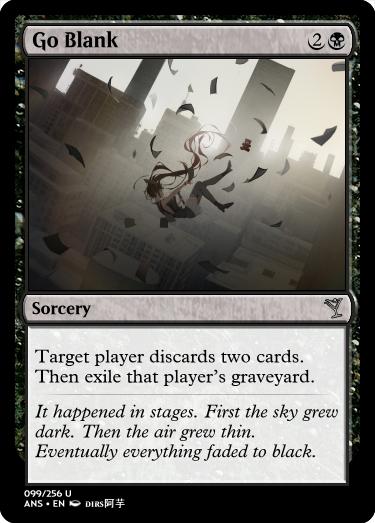 Go Blank 2
Sorcery
Target player discards two cards.
Then exile that player's graveyard.
It happened in stages. First the sky grew
dark. Then the air grew thin.
Eventually everything faded to black.
099/256 U
ANS • EN DIRS阿芋